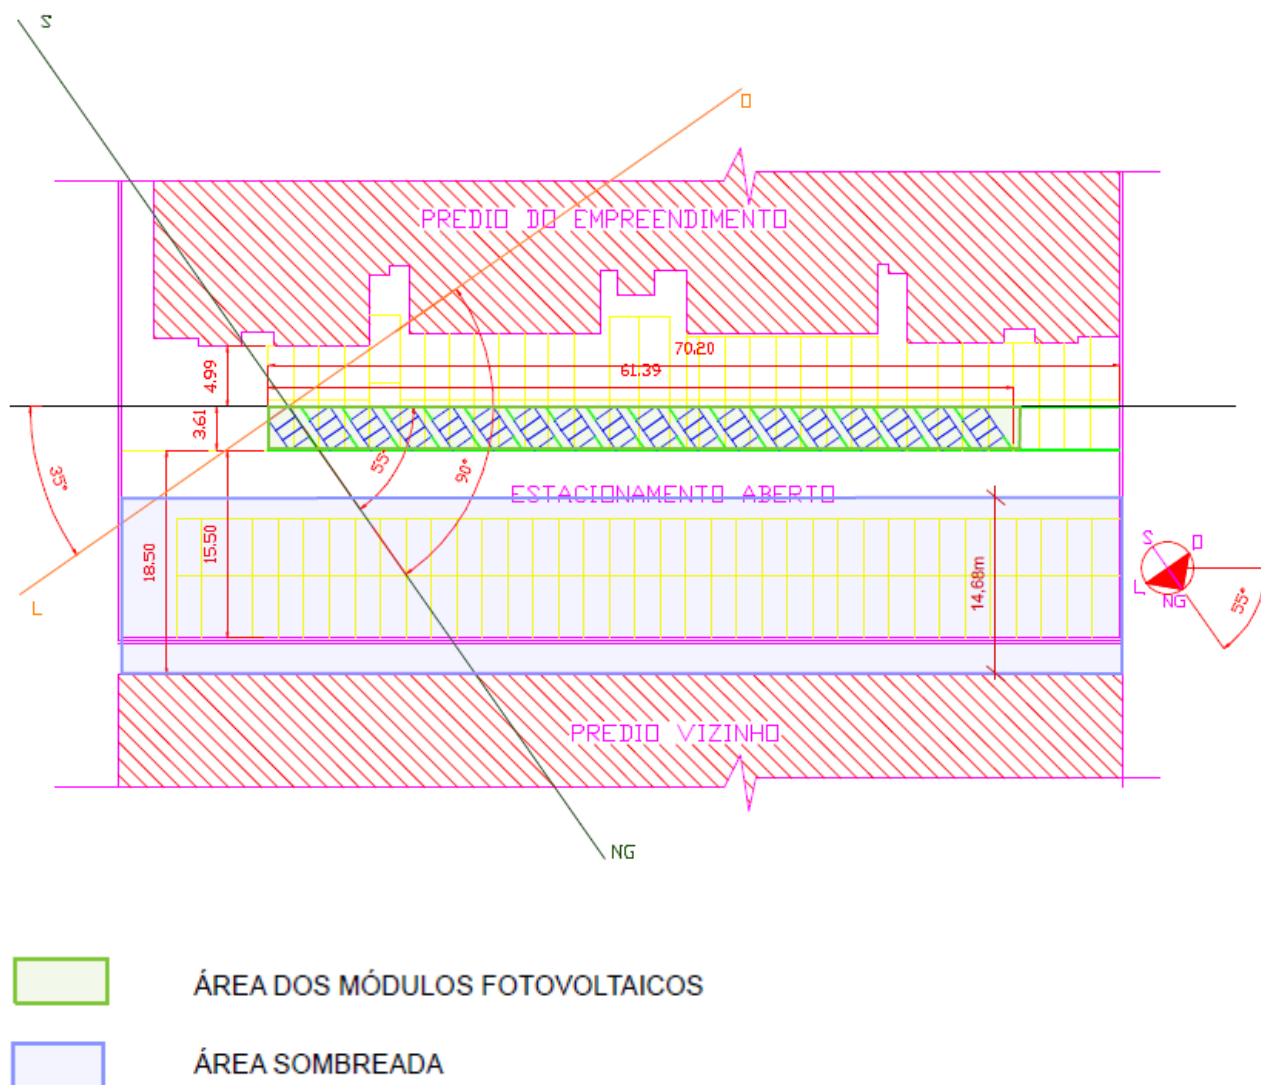 S
O
PREDIO DO EMPREENDIMENTO
70.20
61.39
4.99
3.61
35°
55°
90°
ESTACIONAMENTO ABERTO
18.50
15.50
14,68m
S
O
L
NG
55°
L
PREDIO VIZINHO
NG
ÁREA DOS MÓDULOS FOTOVOLTAICOS
ÁREA SOMBREADA